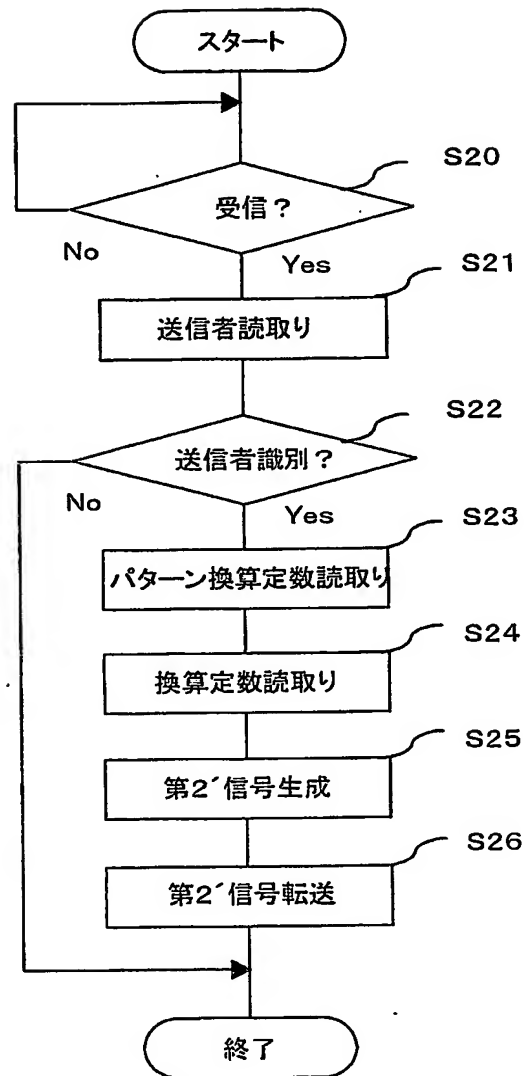 スタート
S20
受信？
No
Yes
S21
送信者読取り
S22
送信者識別？
No
Yes
S23
パターン換算定数読取り
S24
換算定数読取り
S25
第2´信号生成
S26
第2´信号転送
終了